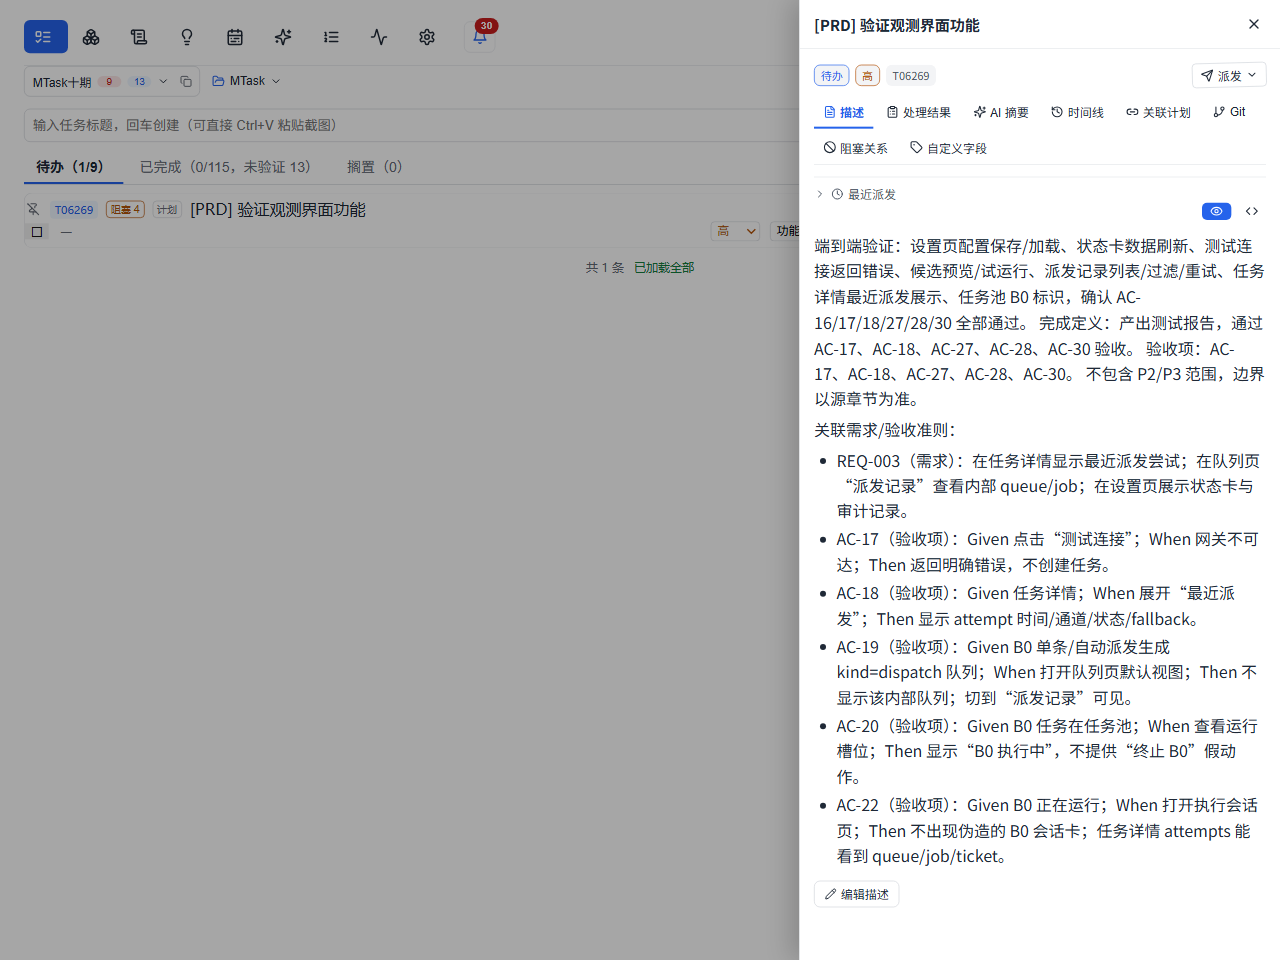 30
MTask十期 9 13 MTask
输入任务标题，回车创建（可直接 Ctrl+V 粘贴截图）
待办（1/9） 已完成（0/115，未验证 13） 搁置（0）
T06269 阻塞 4 计划 [PRD] 验证观测界面功能
— 高 功能
共 1 条 已加载全部
[PRD] 验证观测界面功能
待办 高 T06269 派发
描述 处理结果 AI 摘要 时间线 关联计划 Git
阻塞关系 自定义字段
最近派发
端到端验证：设置页配置保存/加载、状态卡数据刷新、测试连
接返回错误、候选预览/试运行、派发记录列表/过滤/重试、任务
详情最近派发展示、任务池 B0 标识，确认 AC-
16/17/18/27/28/30 全部通过。 完成定义：产出测试报告，通过
AC-17、AC-18、AC-27、AC-28、AC-30 验收。 验收项：AC-
17、AC-18、AC-27、AC-28、AC-30。 不包含 P2/P3 范围，边界
以源章节为准。
关联需求/验收准则：
REQ-003（需求）：在任务详情显示最近派发尝试；在队列页
“派发记录”查看内部 queue/job；在设置页展示状态卡与
审计记录。
AC-17（验收项）：Given 点击“测试连接”；When 网关不可
达；Then 返回明确错误，不创建任务。
AC-18（验收项）：Given 任务详情；When 展开“最近派
发”；Then 显示 attempt 时间/通道/状态/fallback。
AC-19（验收项）：Given B0 单条/自动派发生成
kind=dispatch 队列；When 打开队列页默认视图；Then 不
显示该内部队列；切到“派发记录”可见。
AC-20（验收项）：Given B0 任务在任务池；When 查看运行
槽位；Then 显示“B0 执行中”，不提供“终止 B0”假动
作。
AC-22（验收项）：Given B0 正在运行；When 打开执行会话
页；Then 不出现伪造的 B0 会话卡；任务详情 attempts 能
看到 queue/job/ticket。
编辑描述